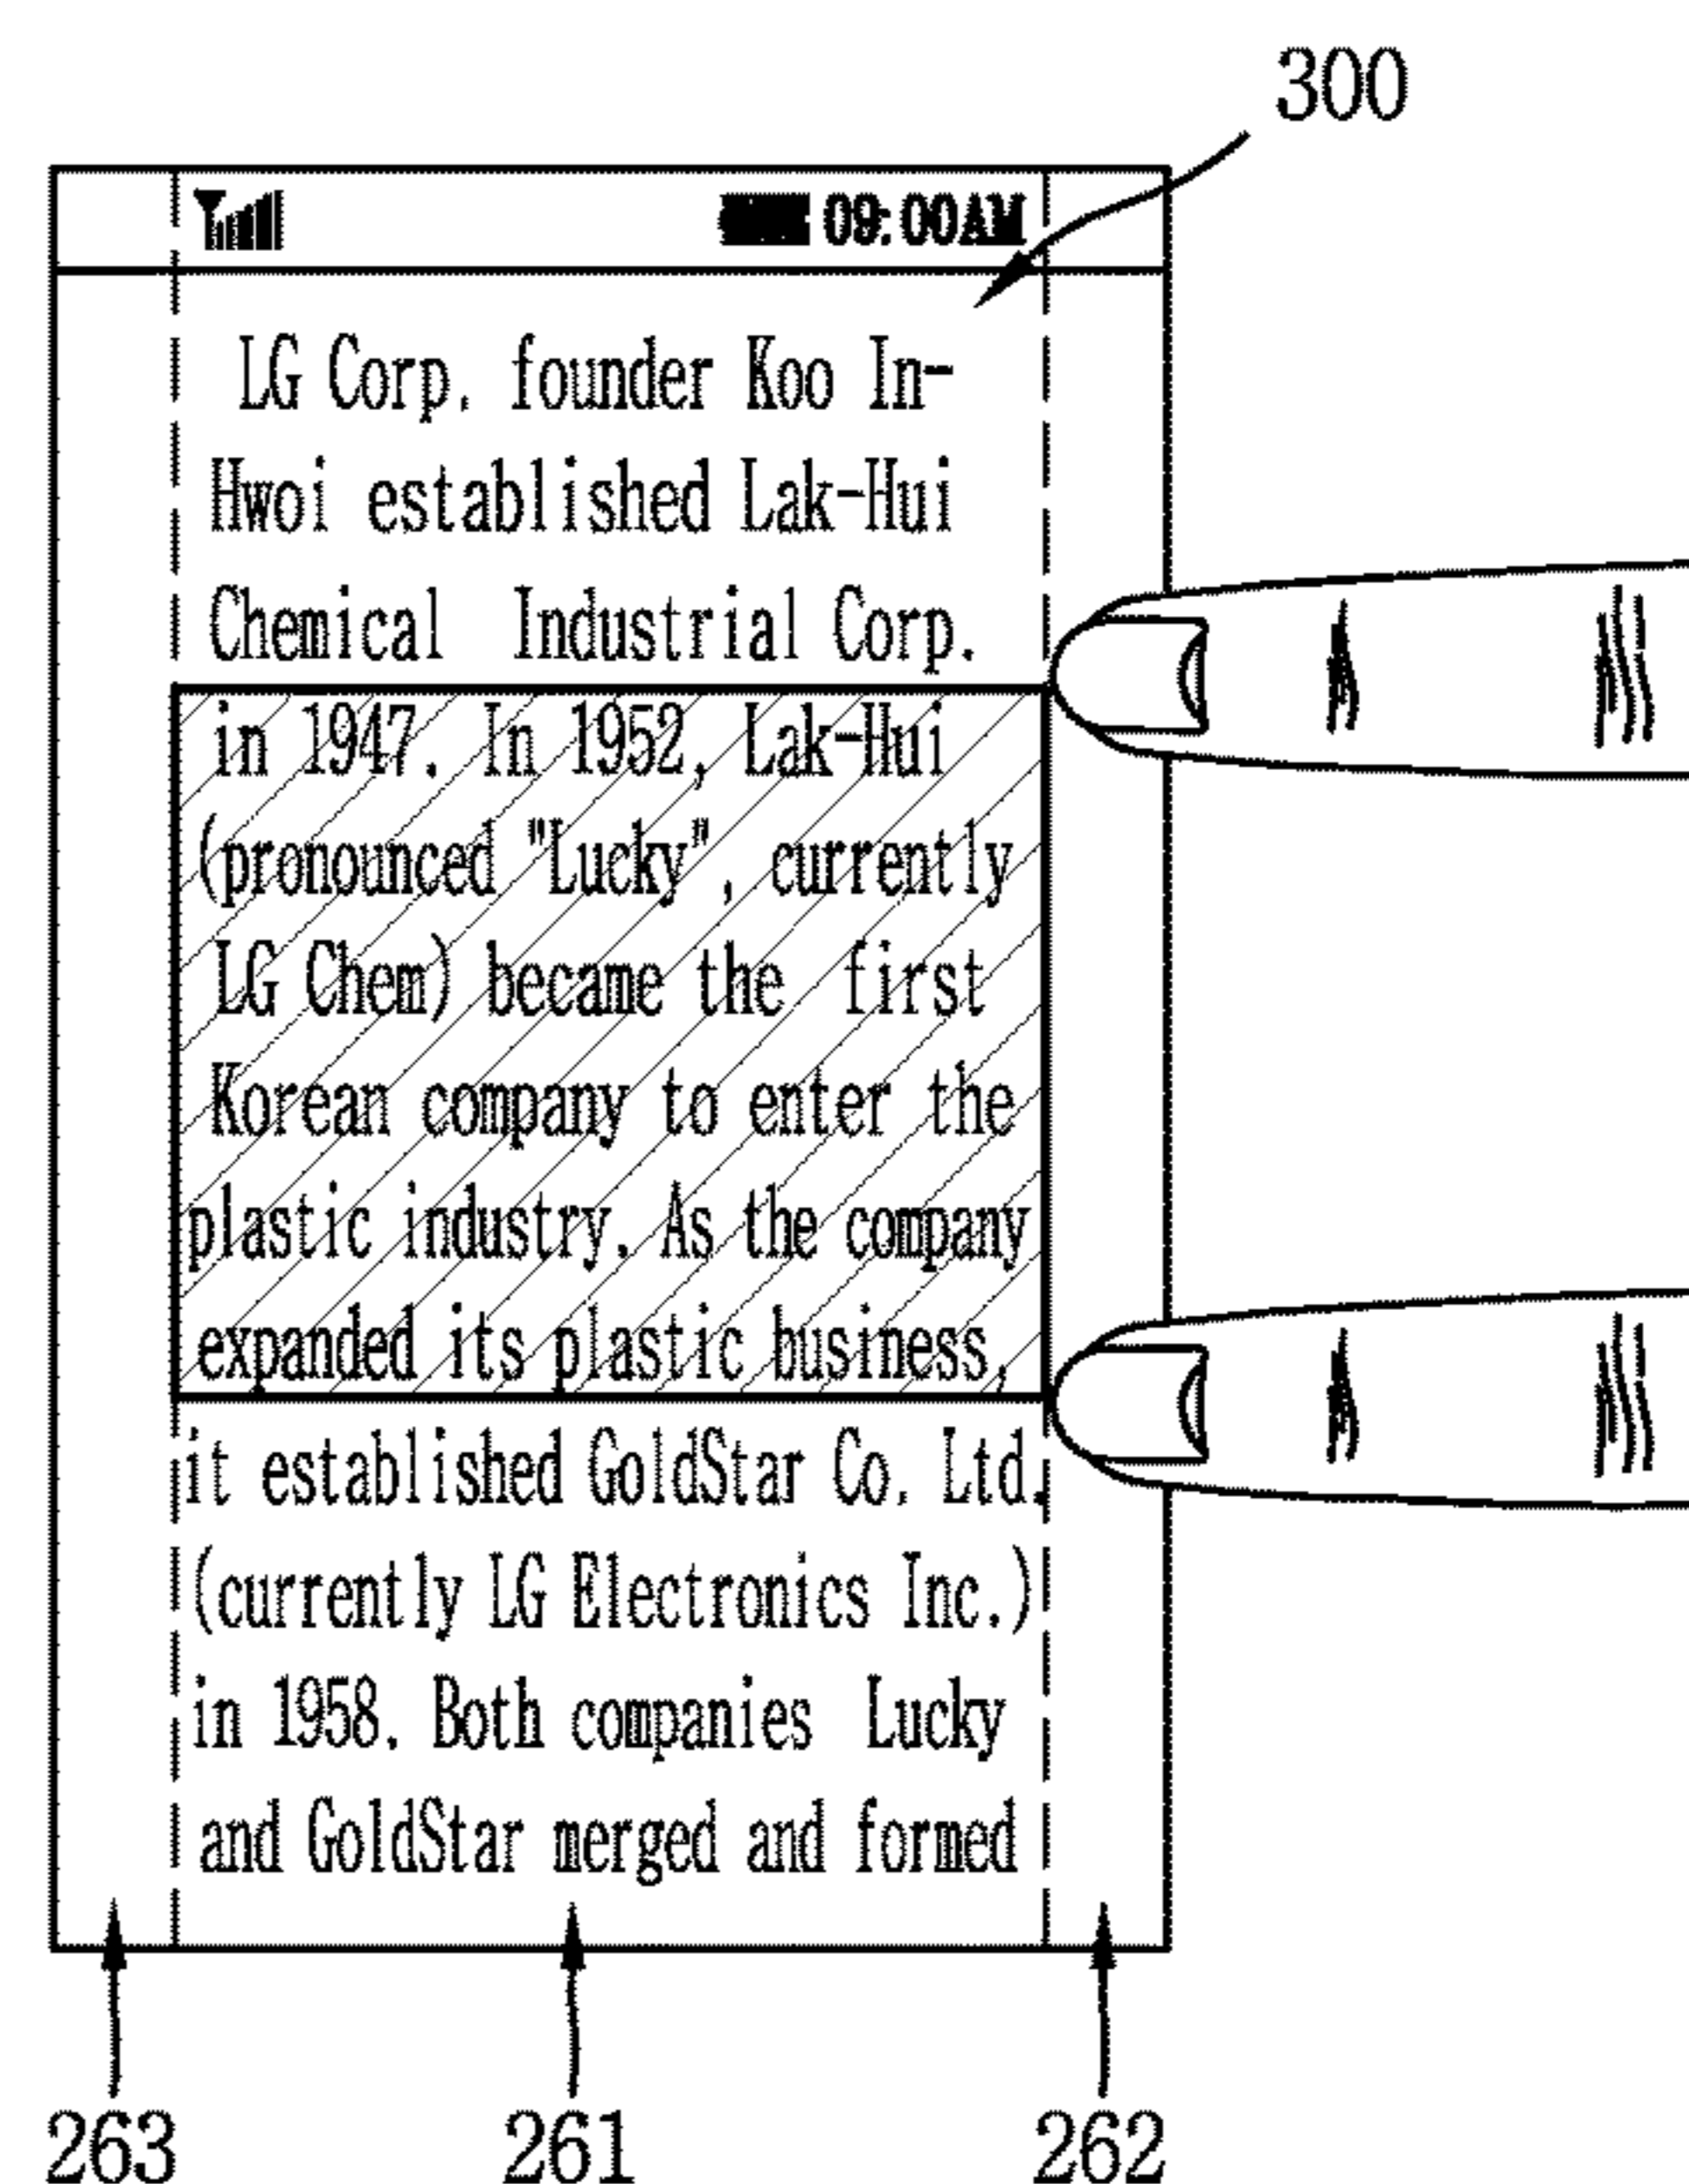 300
09:00AM
LG Corp. founder Koo In-
Hwoi established Lak-Hui
Chemical Industrial Corp.
in 1947. In 1952, Lak-Hui
(pronounced "Lucky", currently
LG Chem) became the first
Korean company to enter the
plastic industry. As the company
expanded its plastic business,
it established GoldStar Co. Ltd.
(currently LG Electronics Inc.)
in 1958. Both companies Lucky
and GoldStar merged and formed
263 261 262